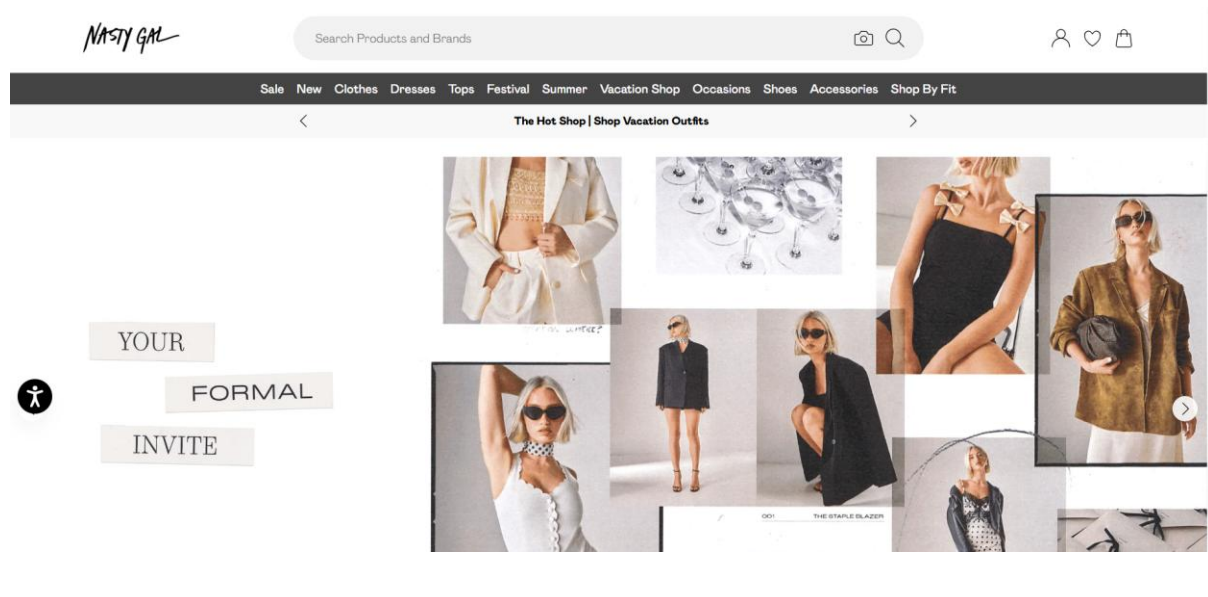 NASTY GAL
Search Products and Brands
Sale New Clothes Dresses Tops Festival Summer Vacation Shop Occasions Shoes Accessories Shop By Fit
The Hot Shop | Shop Vacation Outfits
YOUR
FORMAL
INVITE
001 THE STAPLE BLAZER